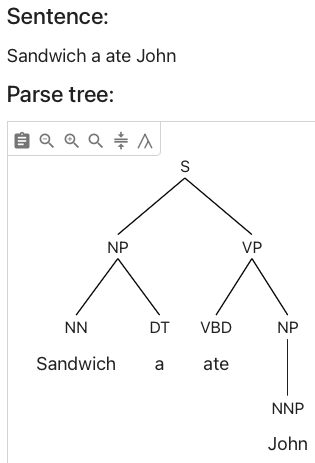 Sentence:
Sandwich a ate John
Parse tree:
S
NP VP
NN DT VBD NP
Sandwich a ate
NNP
John